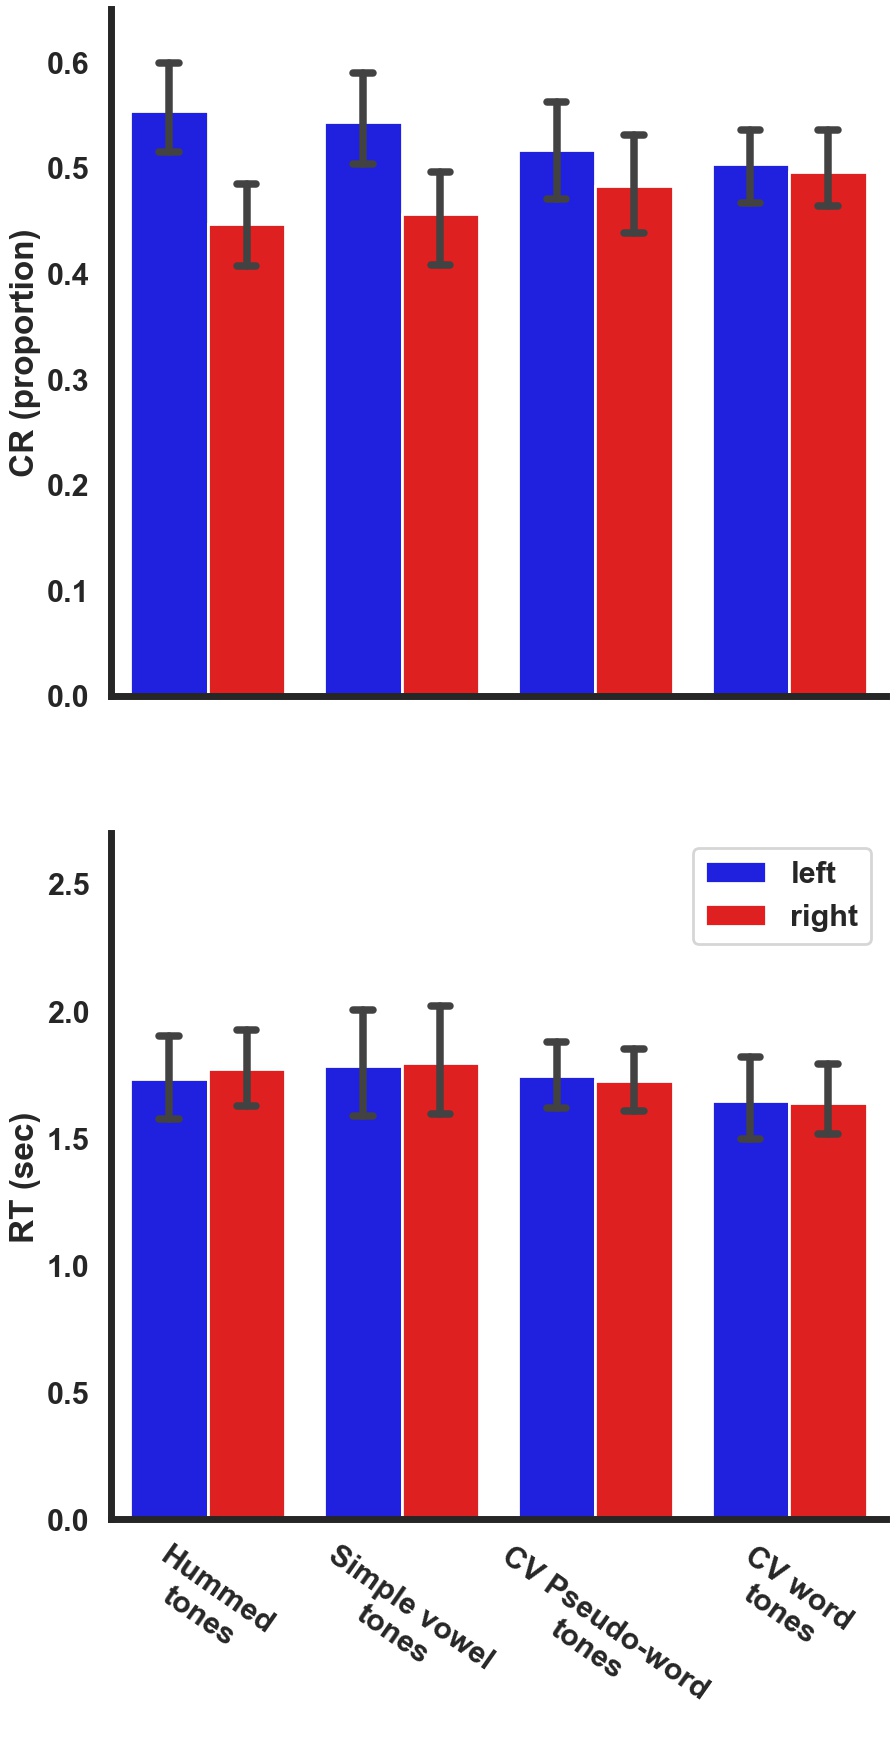 0.6
0.5
0.4
0.3
0.2
0.1
0.0
CR (proportion)
left
right
2.5
2.0
1.5
1.0
0.5
0.0
RT (sec)
Hummed
tones
Simple vowel
tones
CV Pseudo-word
tones
CV word
tones